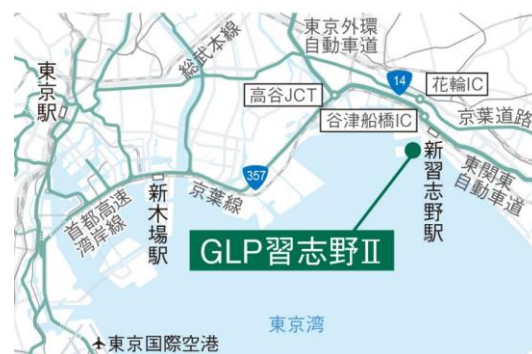 東京外環
自動車道
総武本線
東京駅
高谷JCT
14
花輪IC
谷津船橋IC
京葉道路
新習志野駅
東関東
自動車道
357
京葉線
新木場駅
首都高速
湾岸線
GLP習志野II
東京湾
東京国際空港